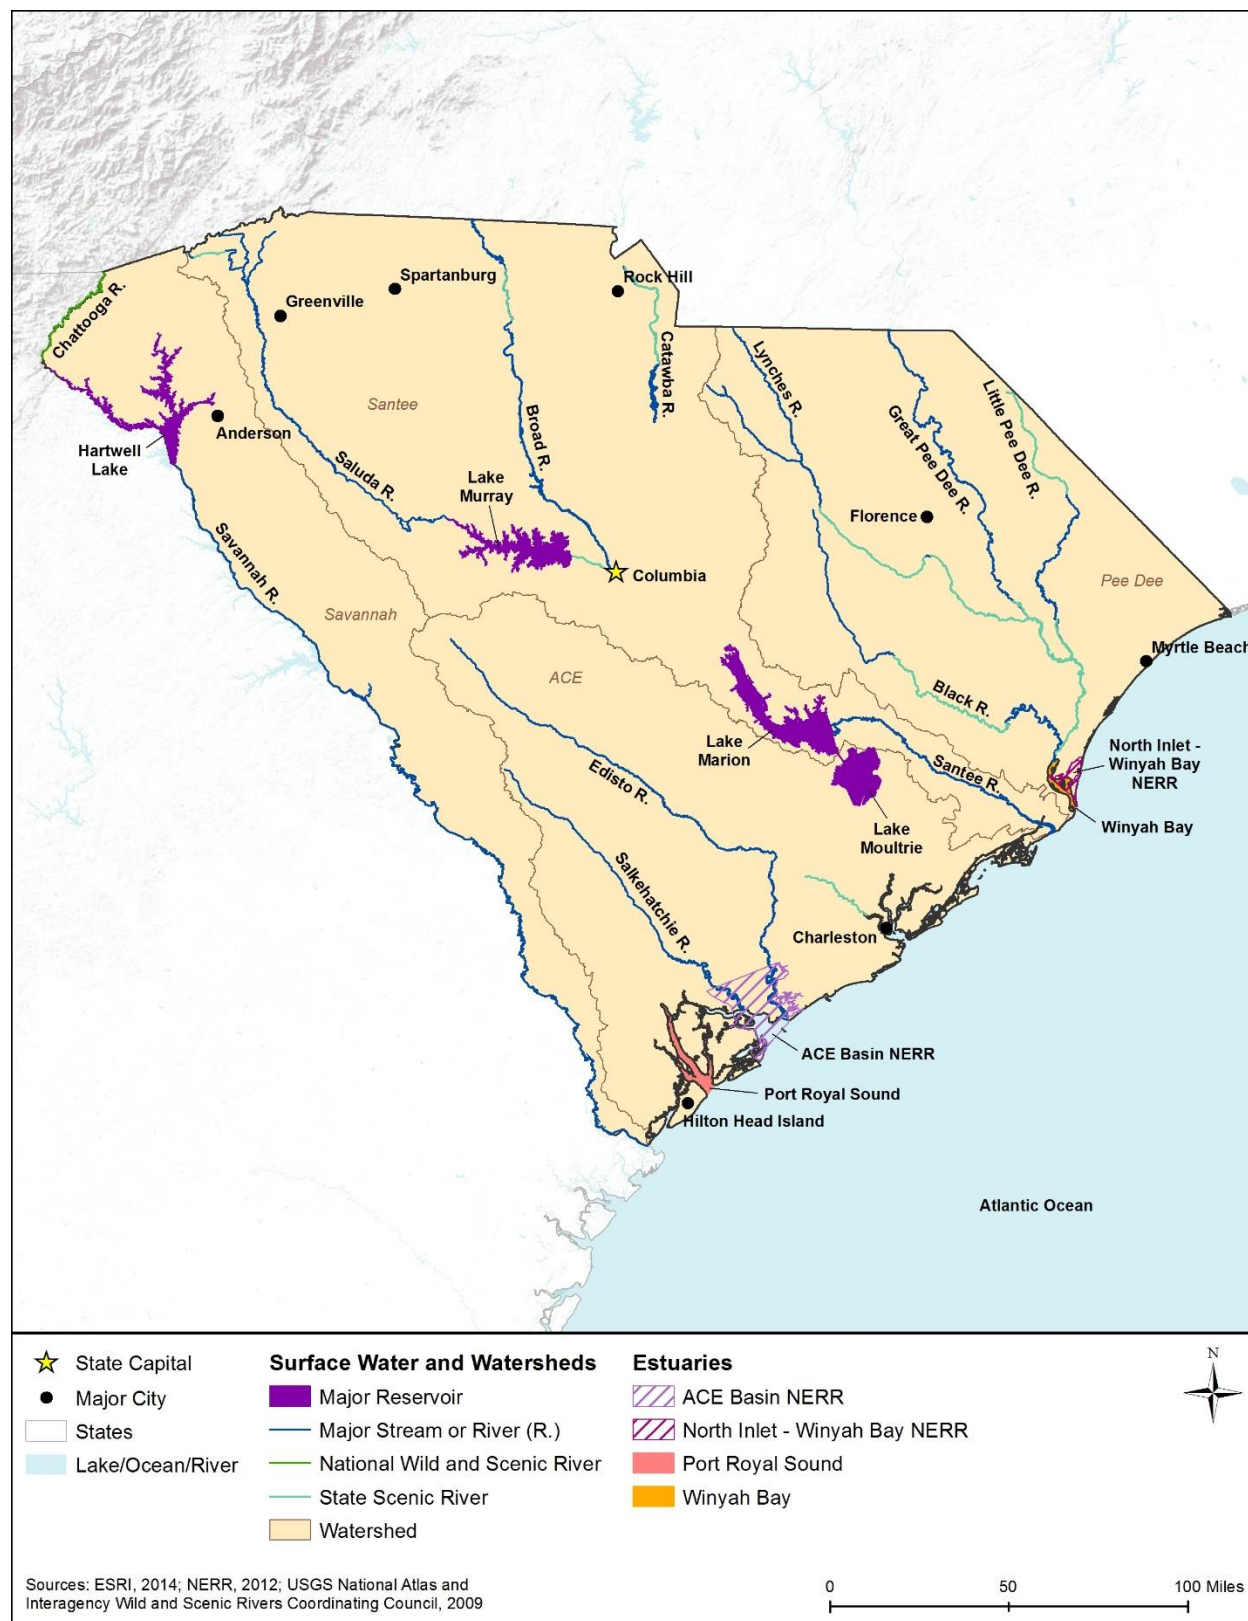 Spartanburg
Rock Hill
Greenville
Chattooga R.
Catawba R.
Lynches R.
Santee
Great Pee Dee R.
Little Pee Dee R.
Broad R.
Anderson
Hartwell
Lake
Saluda R.
Lake
Murray
Florence
Savannah R.
Columbia
Pee Dee
Savannah
Myrtle Beach
ACE
Black R.
Lake
Marion
North Inlet -
Winyah Bay
NERR
Edisto R.
Santee R.
Winyah Bay
Lake
Moultrie
Salkehatchie R.
Charleston
ACE Basin NERR
Port Royal Sound
Hilton Head Island
Atlantic Ocean
State Capital
Major City
States
Lake/Ocean/River
Surface Water and Watersheds
Major Reservoir
Major Stream or River (R.)
National Wild and Scenic River
State Scenic River
Watershed
Estuaries
ACE Basin NERR
North Inlet - Winyah Bay NERR
Port Royal Sound
Winyah Bay
N
Sources: ESRI, 2014; NERR, 2012; USGS National Atlas and
Interagency Wild and Scenic Rivers Coordinating Council, 2009
0 50 100 Miles